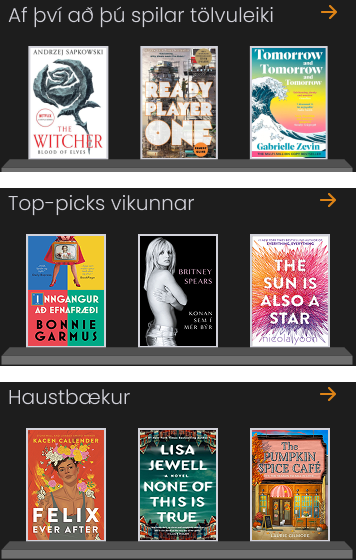 Af því að þú spilar tölvuleiki
ANDRZEJ SAPKOWSKI
NETFLIX
THE
WITCHER
BLOOD OF ELVES
READY
PLAYER
ONE
Tomorrow
and
Tomorrow
and
Tomorrow
Gabrielle Zevin
Top-picks vikunnar
INNGANGUR
AÐ EFNAFRÆÐI
BONNIE
GARMUS
BRITNEY
SPEARS
KONAN
SEM Í
MÉR BÝR
EVERYTHING, EVERYTHING
THE
SUN IS
ALSO A
STAR
nicola yoon
Haustbækur
KACEN CALLENDER
FELIX
EVER AFTER
LISA
JEWELL
A NOVEL
NONE OF
THIS IS
TRUE
The
PUMPKIN
SPICE CAFÉ
LAURIE GILMORE